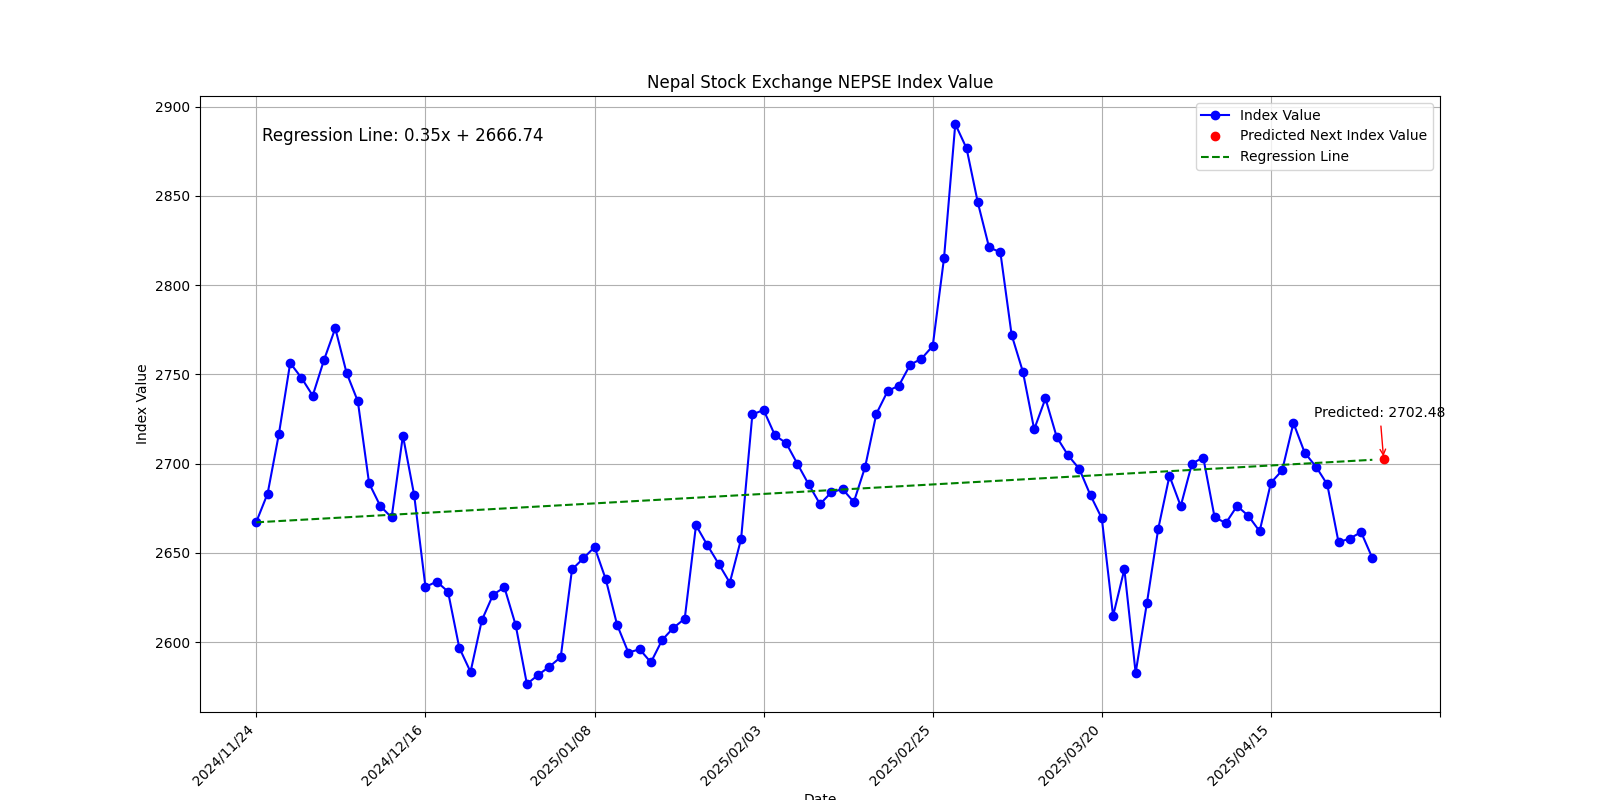 Nepal Stock Exchange NEPSE Index Value
2900
2850
2800
2750
2700
2650
2600
Index Value
Regression Line: 0.35x + 2666.74
Index Value
Predicted Next Index Value
Regression Line
Predicted: 2702.48
2024/11/24
2024/12/16
2025/01/08
2025/02/03
2025/02/25
2025/03/20
2025/04/15
Date